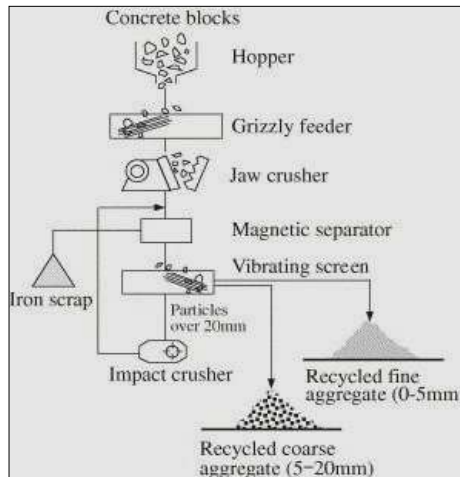 Concrete blocks
Hopper
Grizzly feeder
Jaw crusher
Magnetic separator
Vibrating screen
Iron scrap
Particles
over 20mm
Impact crusher
Recycled fine
aggregate (0-5mm
Recycled coarse
aggregate (5-20mm)